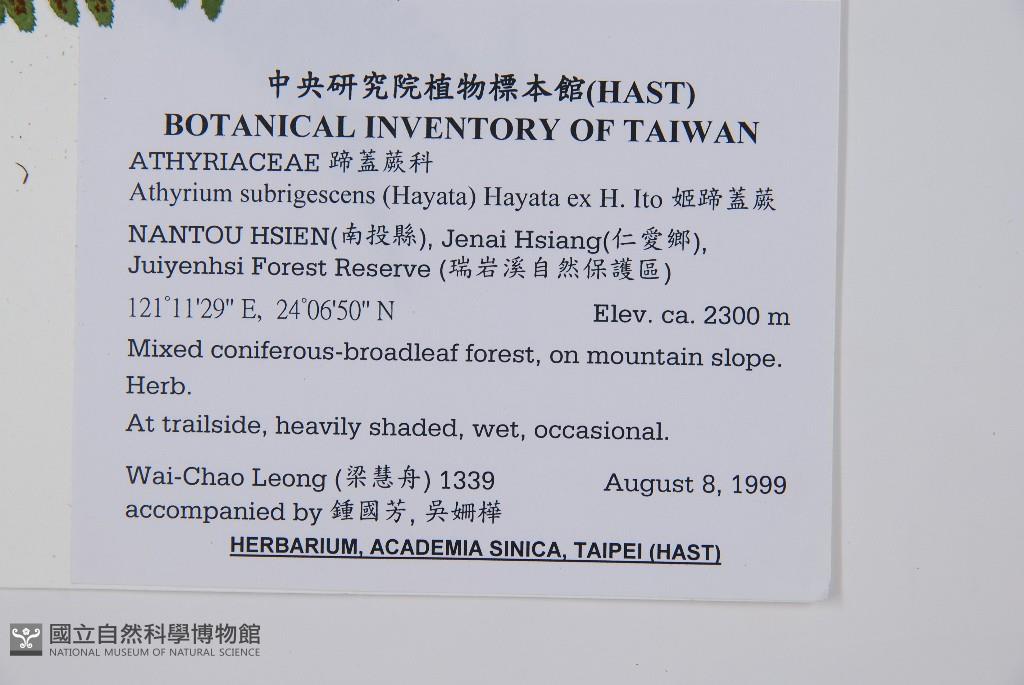 中央研究院植物標本館(HAST)
BOTANICAL INVENTORY OF TAIWAN
ATHYRIACEAE 蹄蓋蕨科
Athyrium subrigescens (Hayata) Hayata ex H. Ito 姬蹄蓋蕨
NANTOU HSIEN(南投縣), Jenai Hsiang(仁愛鄉),
Juiyenhsi Forest Reserve (瑞岩溪自然保護區)
121°11'29" E, 24°06'50" N Elev. ca. 2300 m
Mixed coniferous-broadleaf forest, on mountain slope.
Herb.
At trailside, heavily shaded, wet, occasional.
Wai-Chao Leong (梁慧舟) 1339 August 8, 1999
accompanied by 鍾國芳, 吳姍樺
HERBARIUM, ACADEMIA SINICA, TAIPEI (HAST)
國立自然科學博物館
NATIONAL MUSEUM OF NATURAL SCIENCE